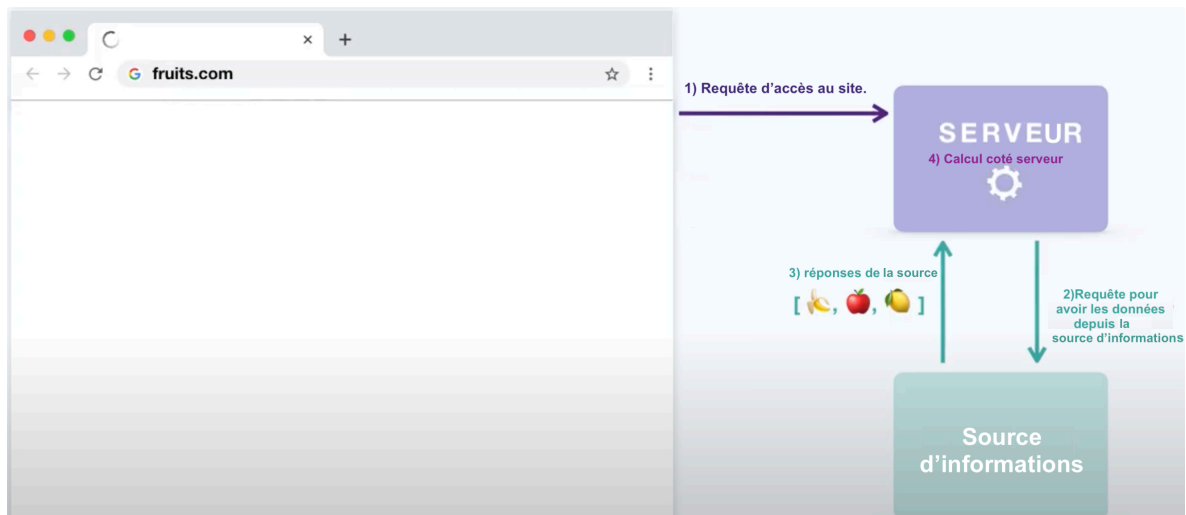 fruits.com
1) Requête d’accès au site.
SERVEUR
4) Calcul coté serveur
3) réponses de la source
[ , , ]
2)Requête pour
avoir les données
depuis la
source d’informations
Source
d’informations